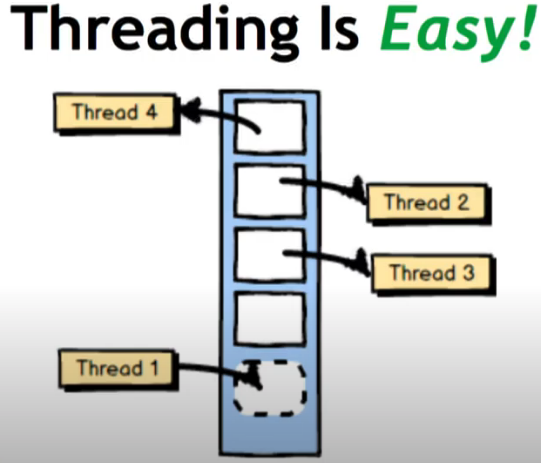 Threading Is Easy!
Thread 4
Thread 2
Thread 3
Thread 1